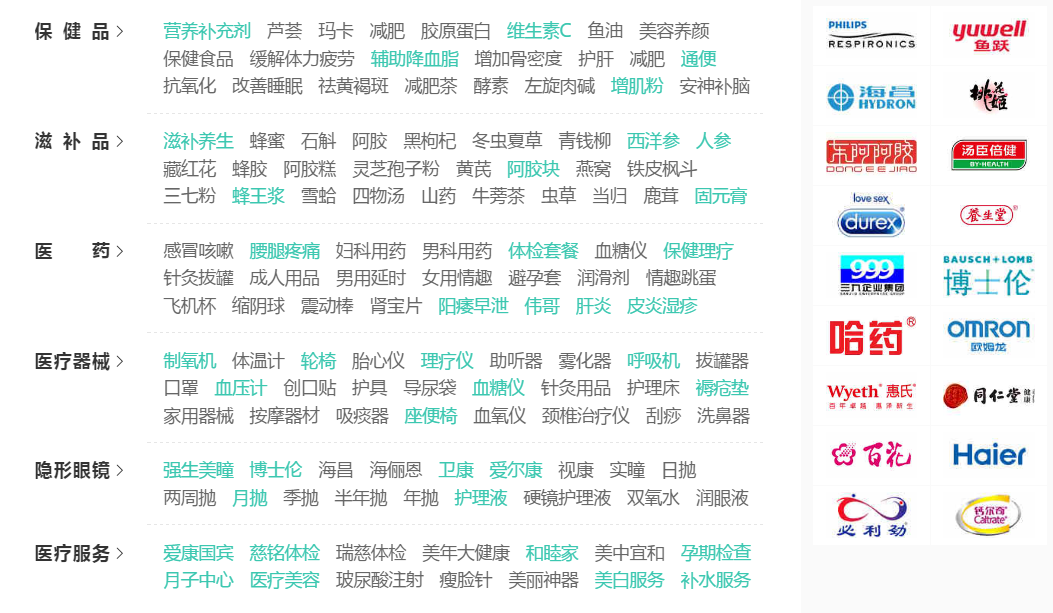 保健品
营养补充剂 芦荟 玛卡 减肥 胶原蛋白 维生素C 鱼油 美容养颜
保健食品 缓解体力疲劳 辅助降血脂 增加骨密度 护肝 减肥 通便
抗氧化 改善睡眠 祛黄褐斑 减肥茶 酵素 左旋肉碱 增肌粉 安神补脑
滋补品
滋补养生 蜂蜜 石斛 阿胶 黑枸杞 冬虫夏草 青钱柳 西洋参 人参
藏红花 蜂胶 阿胶糕 灵芝孢子粉 黄芪 阿胶块 燕窝 铁皮枫斗
三七粉 蜂王浆 雪蛤 四物汤 山药 牛蒡茶 虫草 当归 鹿茸 固元膏
医药
感冒咳嗽 腰腿疼痛 妇科用药 男科用药 体检套餐 血糖仪 保健理疗
针灸拔罐 成人用品 男用延时 女用情趣 避孕套 润滑剂 情趣跳蛋
飞机杯 缩阴球 震动棒 肾宝片 阳痿早泄 伟哥 肝炎 皮炎湿疹
医疗器械
制氧机 体温计 轮椅 胎心仪 理疗仪 助听器 雾化器 呼吸机 拔罐器
口罩 血压计 创口贴 护具 导尿袋 血糖仪 针灸用品 护理床 褥疮垫
家用器械 按摩器材 吸痰器 座便椅 血氧仪 颈椎治疗仪 刮痧 洗鼻器
隐形眼镜
强生美瞳 博士伦 海昌 海俪恩 卫康 爱尔康 视康 实瞳 日抛
两周抛 月抛 季抛 半年抛 年抛 护理液 硬镜护理液 双氧水 润眼液
医疗服务
爱康国宾 慈铭体检 瑞慈体检 美年大健康 和睦家 美中宜和 孕期检查
月子中心 医疗美容 玻尿酸注射 瘦脸针 美丽神器 美白服务 补水服务
PHILIPS
RESPIRONICS
yuwell
鱼跃
海昌
HYDRON
桃花姬
东阿阿胶
DONG EE JIAO
汤臣倍健
BY-HEALTH
love sex
durex
養生堂
999
三九企业集团
BAUSCH+LOMB
博士伦
哈药
OMRON
欧姆龙
Wyeth 惠氏
百年卓越 惠泽新生
同仁堂 健康
百花
Haier
必利劲
钙尔奇
Caltrate